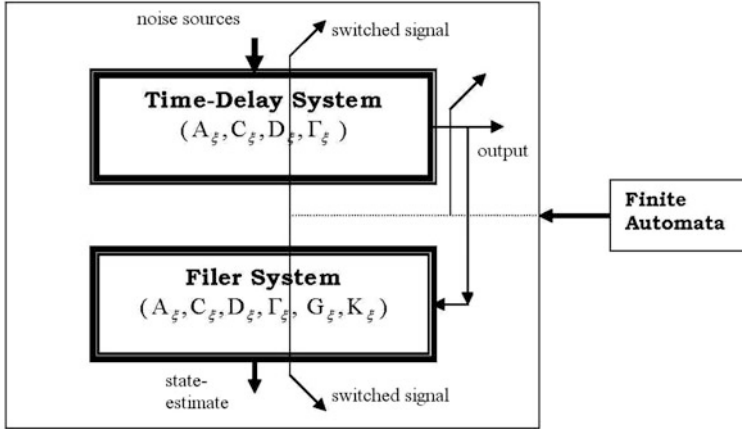 noise sources
switched signal
Time-Delay System
(A_ξ, C_ξ, D_ξ, Γ_ξ)
output
Finite
Automata
Filer System
(A_ξ, C_ξ, D_ξ, Γ_ξ, G_ξ, K_ξ)
state-
estimate
switched signal